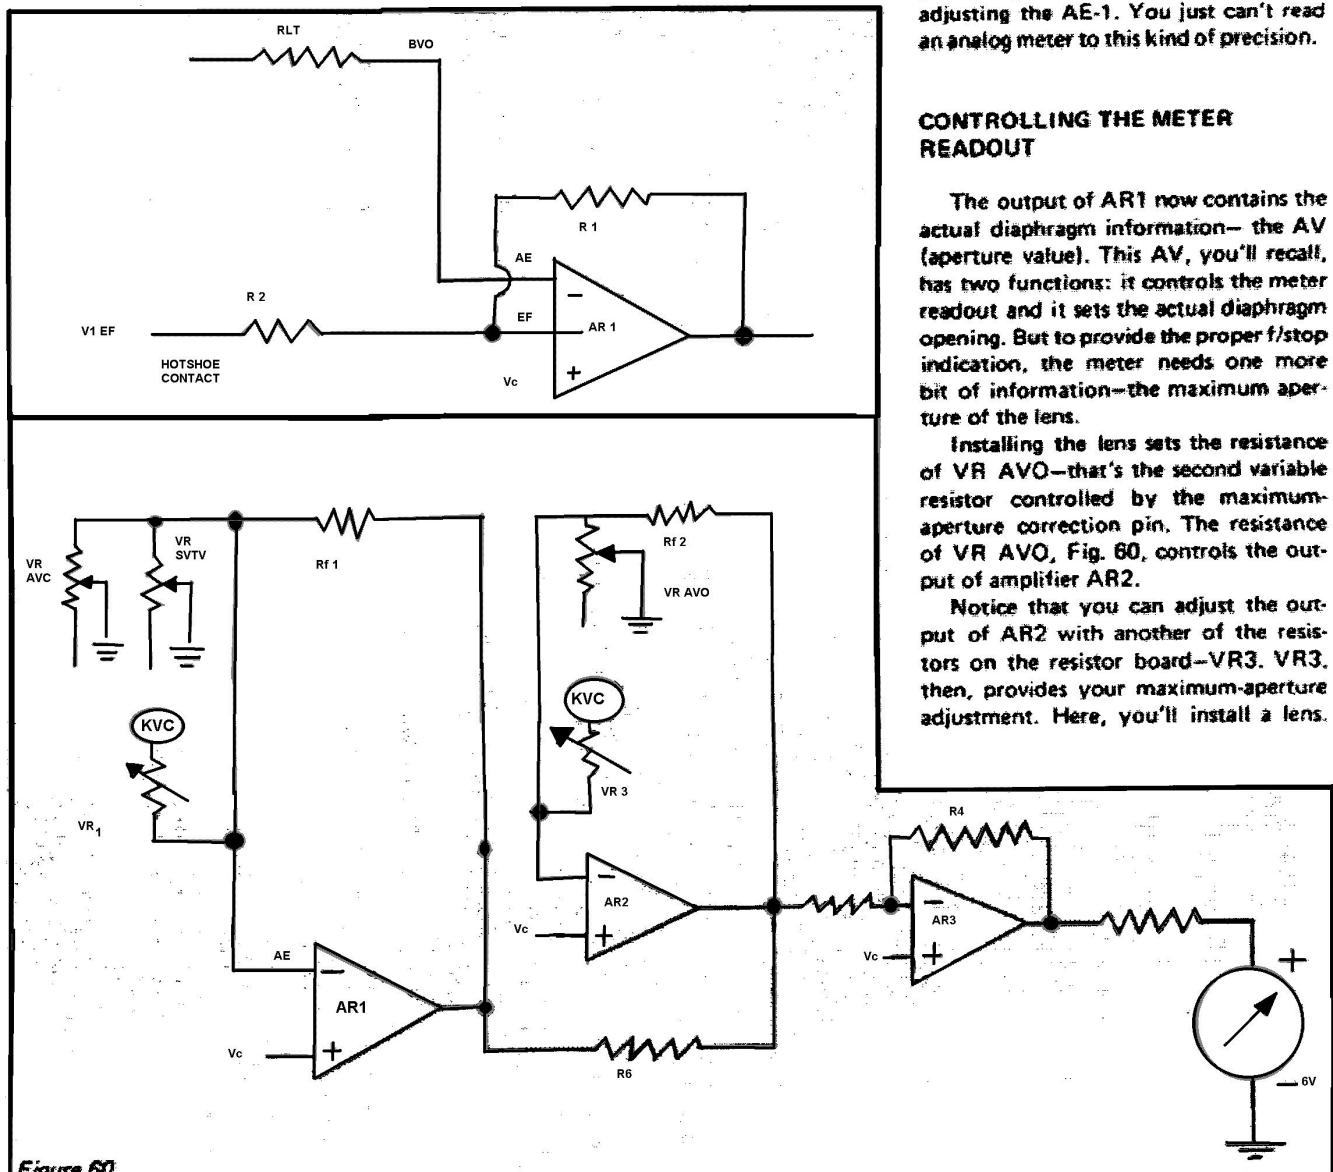 adjusting the AE-1. You just can't read
an analog meter to this kind of precision.
CONTROLLING THE METER
READOUT
The output of AR1 now contains the
actual diaphragm information— the AV
(aperture value). This AV, you'll recall,
has two functions: it controls the meter
readout and it sets the actual diaphragm
opening. But to provide the proper f/stop
indication, the meter needs one more
bit of information—the maximum aper-
ture of the lens.
Installing the lens sets the resistance
of VR AVO—that's the second variable
resistor controlled by the maximum-
aperture correction pin. The resistance
of VR AVO, Fig. 60, controls the out-
put of amplifier AR2.
Notice that you can adjust the out-
put of AR2 with another of the resis-
tors on the resistor board—VR3. VR3,
then, provides your maximum-aperture
adjustment. Here, you'll install a lens.
RLT
BVO
R 1
AE
R 2
V1 EF
EF
AR 1
HOTSHOE
CONTACT
Vc
−
+
VR
AVC
VR
SVTV
Rf 1
Rf 2
VR AVO
KVC
KVC
VR 3
VR1
R4
AR2
−
+
Vc
AR3
−
+
Vc
AE
AR1
−
+
Vc
R6
+
− 6V
Figure 60